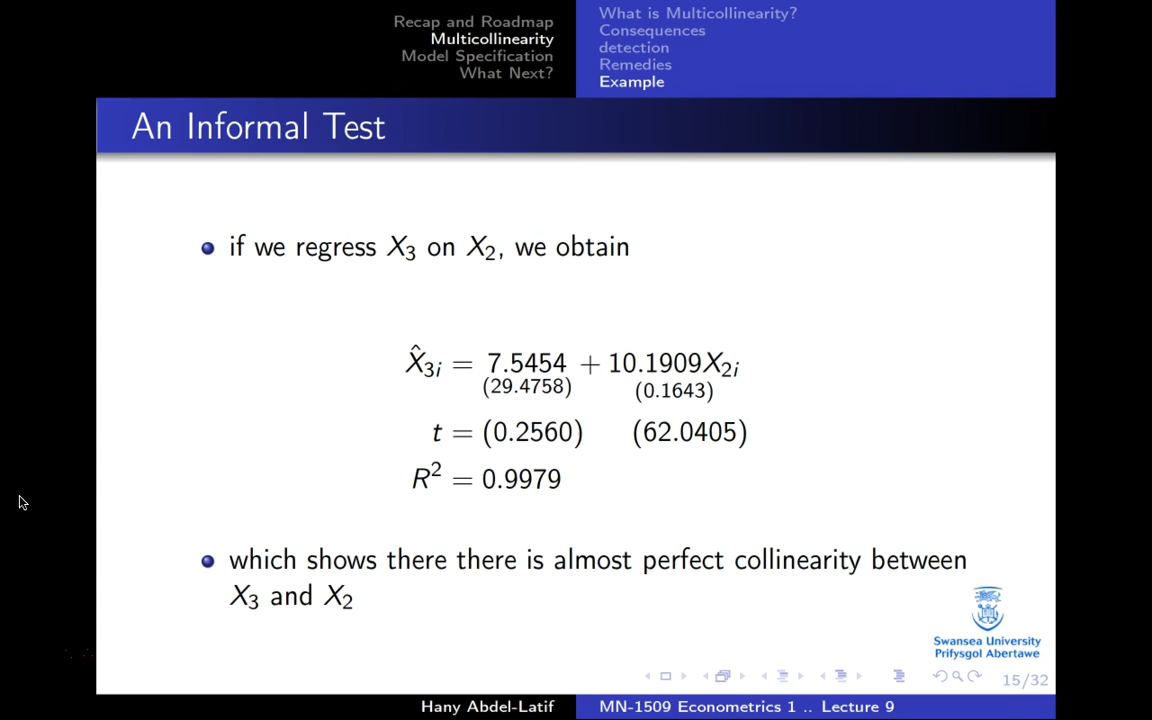 Recap and Roadmap
Multicollinearity
Model Specification
What Next?
What is Multicollinearity?
Consequences
detection
Remedies
Example
An Informal Test
if we regress X₃ on X₂, we obtain
X̂₃ᵢ = 7.5454 + 10.1909X₂ᵢ
(29.4758) (0.1643)
t = (0.2560) (62.0405)
R² = 0.9979
which shows there there is almost perfect collinearity between
X₃ and X₂
Swansea University
Prifysgol Abertawe
15/32
Hany Abdel-Latif MN-1509 Econometrics 1 .. Lecture 9